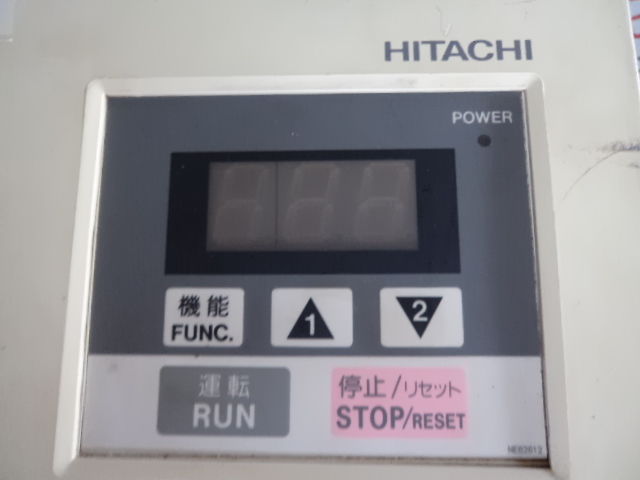 HITACHI
POWER
機能
FUNC.
1
2
運転
RUN
停止/リセット
STOP/RESET